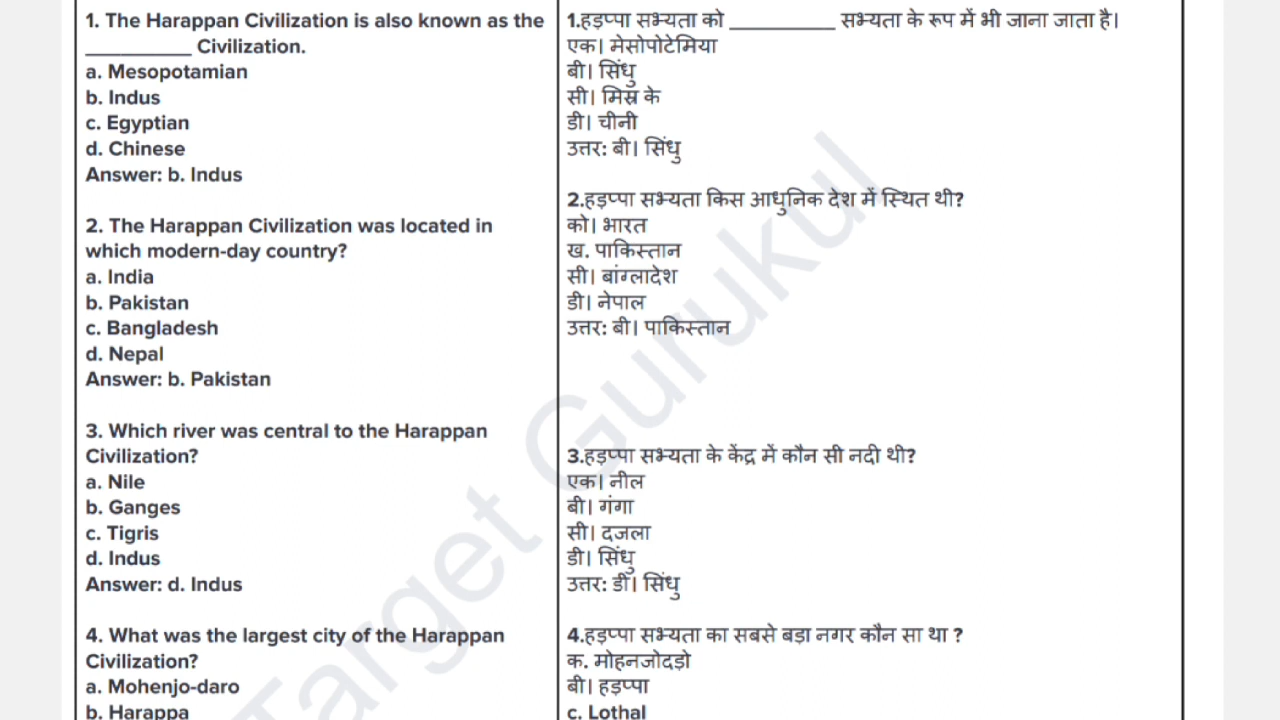 1. The Harappan Civilization is also known as the
__________ Civilization.
a. Mesopotamian
b. Indus
c. Egyptian
d. Chinese
Answer: b. Indus
2. The Harappan Civilization was located in
which modern-day country?
a. India
b. Pakistan
c. Bangladesh
d. Nepal
Answer: b. Pakistan
3. Which river was central to the Harappan
Civilization?
a. Nile
b. Ganges
c. Tigris
d. Indus
Answer: d. Indus
4. What was the largest city of the Harappan
Civilization?
a. Mohenjo-daro
b. Harappa
1.हड़प्पा सभ्यता को __________ सभ्यता के रूप में भी जाना जाता है।
एक। मेसोपोटेमिया
बी। सिंधु
सी। मिस्र के
डी। चीनी
उत्तर: बी। सिंधु
2.हड़प्पा सभ्यता किस आधुनिक देश में स्थित थी?
को। भारत
ख. पाकिस्तान
सी। बांग्लादेश
डी। नेपाल
उत्तर: बी। पाकिस्तान
3.हड़प्पा सभ्यता के केंद्र में कौन सी नदी थी?
एक। नील
बी। गंगा
सी। दजला
डी। सिंधु
उत्तर: डी। सिंधु
4.हड़प्पा सभ्यता का सबसे बड़ा नगर कौन सा था ?
क. मोहनजोदड़ो
बी। हड़प्पा
c. Lothal
Target Gurukul